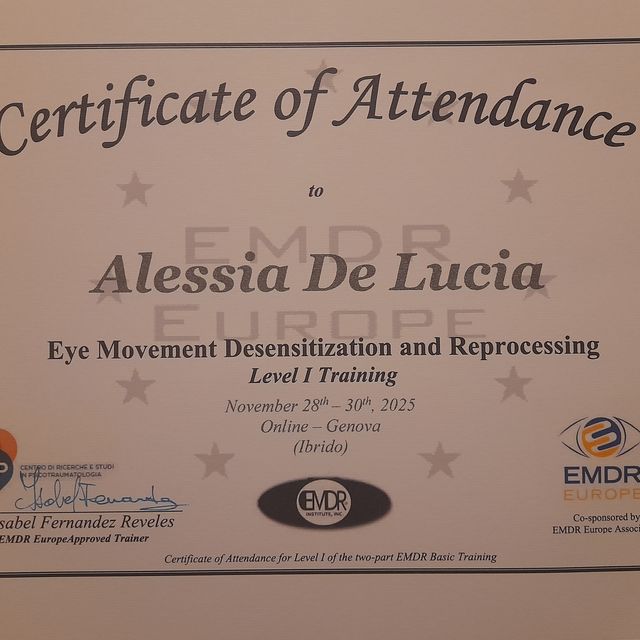 Certificate of Attendance
to
EMDR
Alessia De Lucia
EUROPE
Eye Movement Desensitization and Reprocessing
Level I Training
November 28th – 30th, 2025
Online – Genova
(Ibrido)
CENTRO DI RICERCHE E STUDI
IN PSICOTRAUMATOLOGIA
Isabel Fernandez
sabel Fernandez Reveles
EMDR EuropeApproved Trainer
EMDR
INSTITUTE, INC.
EMDR
EUROPE
Co-sponsored by
EMDR Europe Associ
Certificate of Attendance for Level I of the two-part EMDR Basic Training